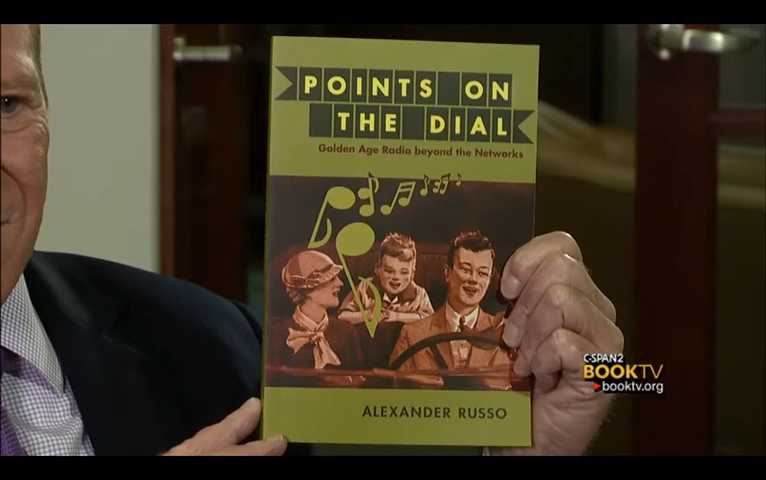 POINTS ON
THE DIAL
Golden Age Radio beyond the Networks
ALEXANDER RUSSO
C-SPAN2
BOOKTV
booktv.org